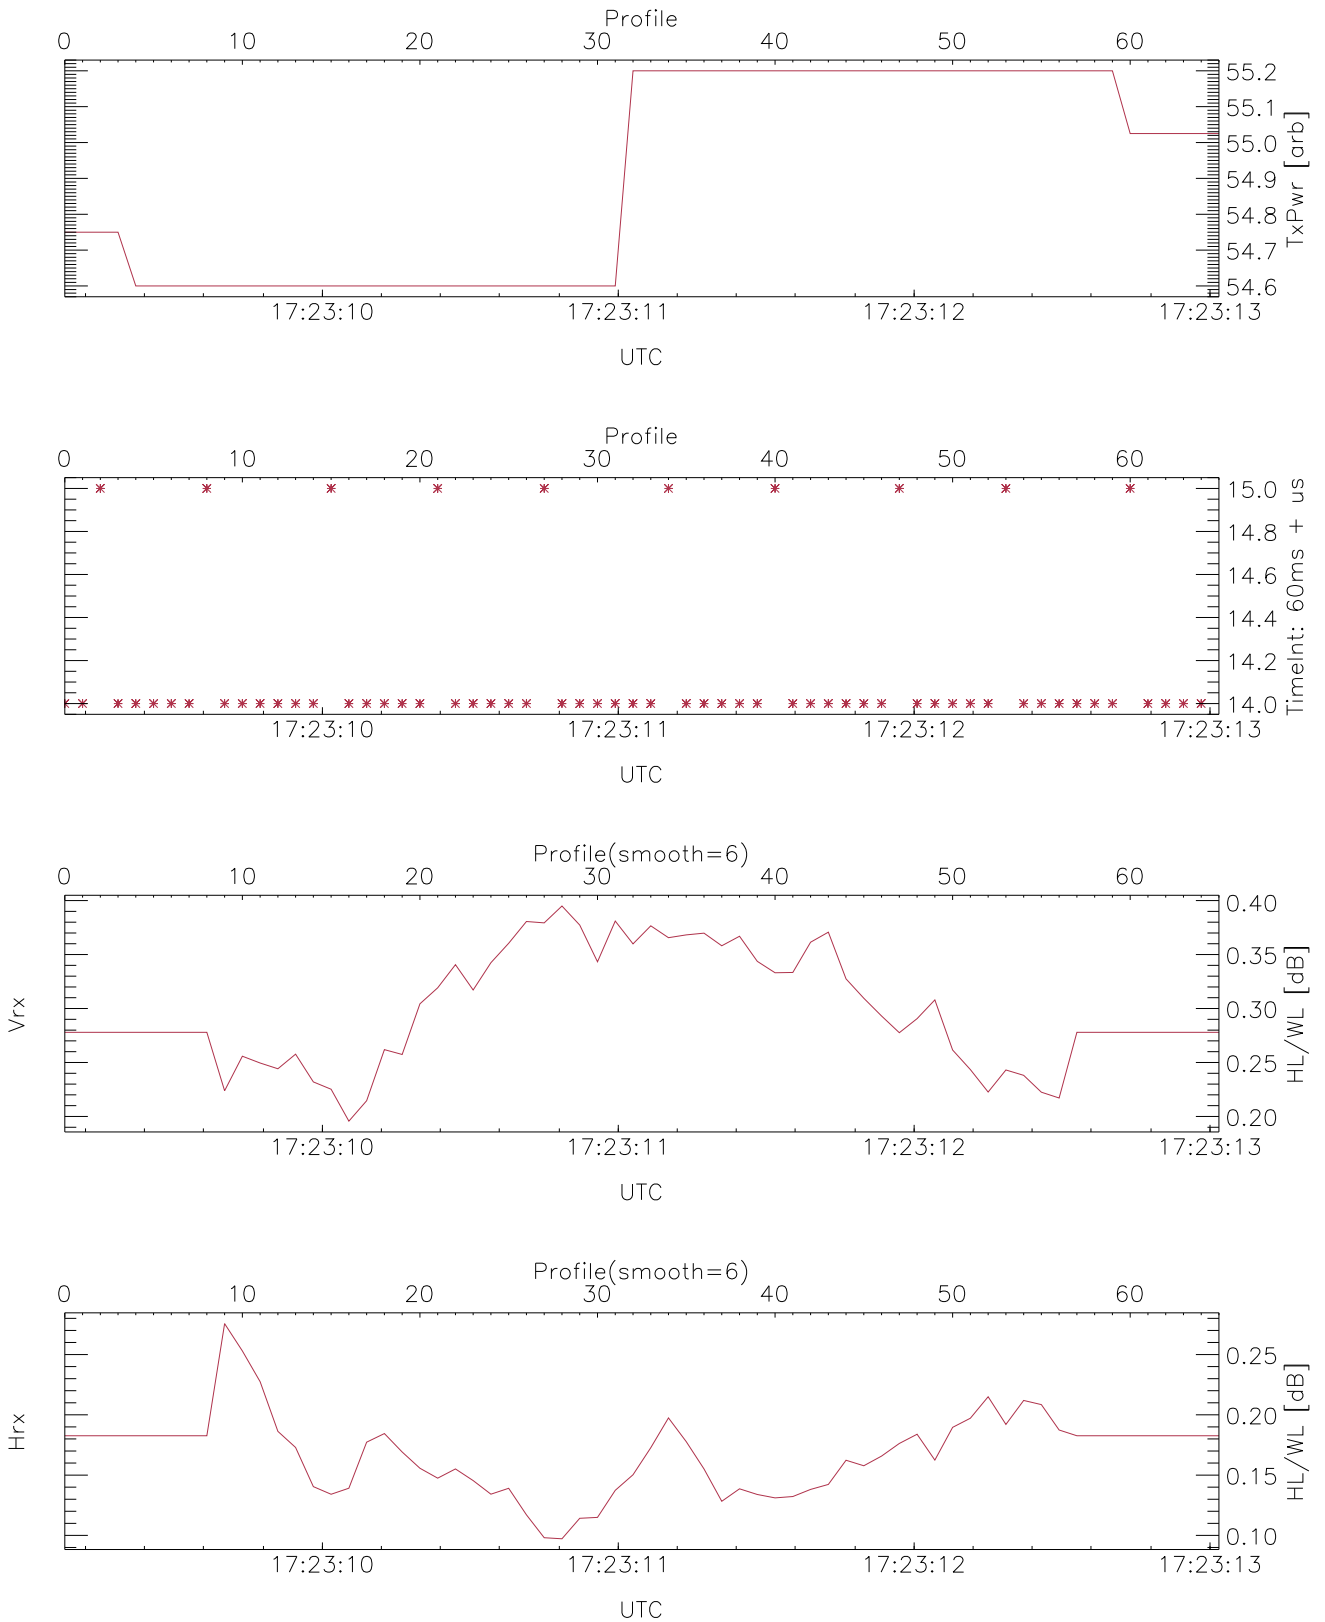 Profile
0 10 20 30 40 50 60
55.2
55.1
55.0
54.9
54.8
54.7
54.6
TxPwr [arb]
17:23:10 17:23:11 17:23:12 17:23:13
UTC
Profile
0 10 20 30 40 50 60
15.0
14.8
14.6
14.4
14.2
14.0
TimeInt: 60ms + us
17:23:10 17:23:11 17:23:12 17:23:13
UTC
Profile(smooth=6)
0 10 20 30 40 50 60
Vrx
0.40
0.35
0.30
0.25
0.20
HL/WL [dB]
17:23:10 17:23:11 17:23:12 17:23:13
UTC
Profile(smooth=6)
0 10 20 30 40 50 60
Hrx
0.25
0.20
0.15
0.10
HL/WL [dB]
17:23:10 17:23:11 17:23:12 17:23:13
UTC